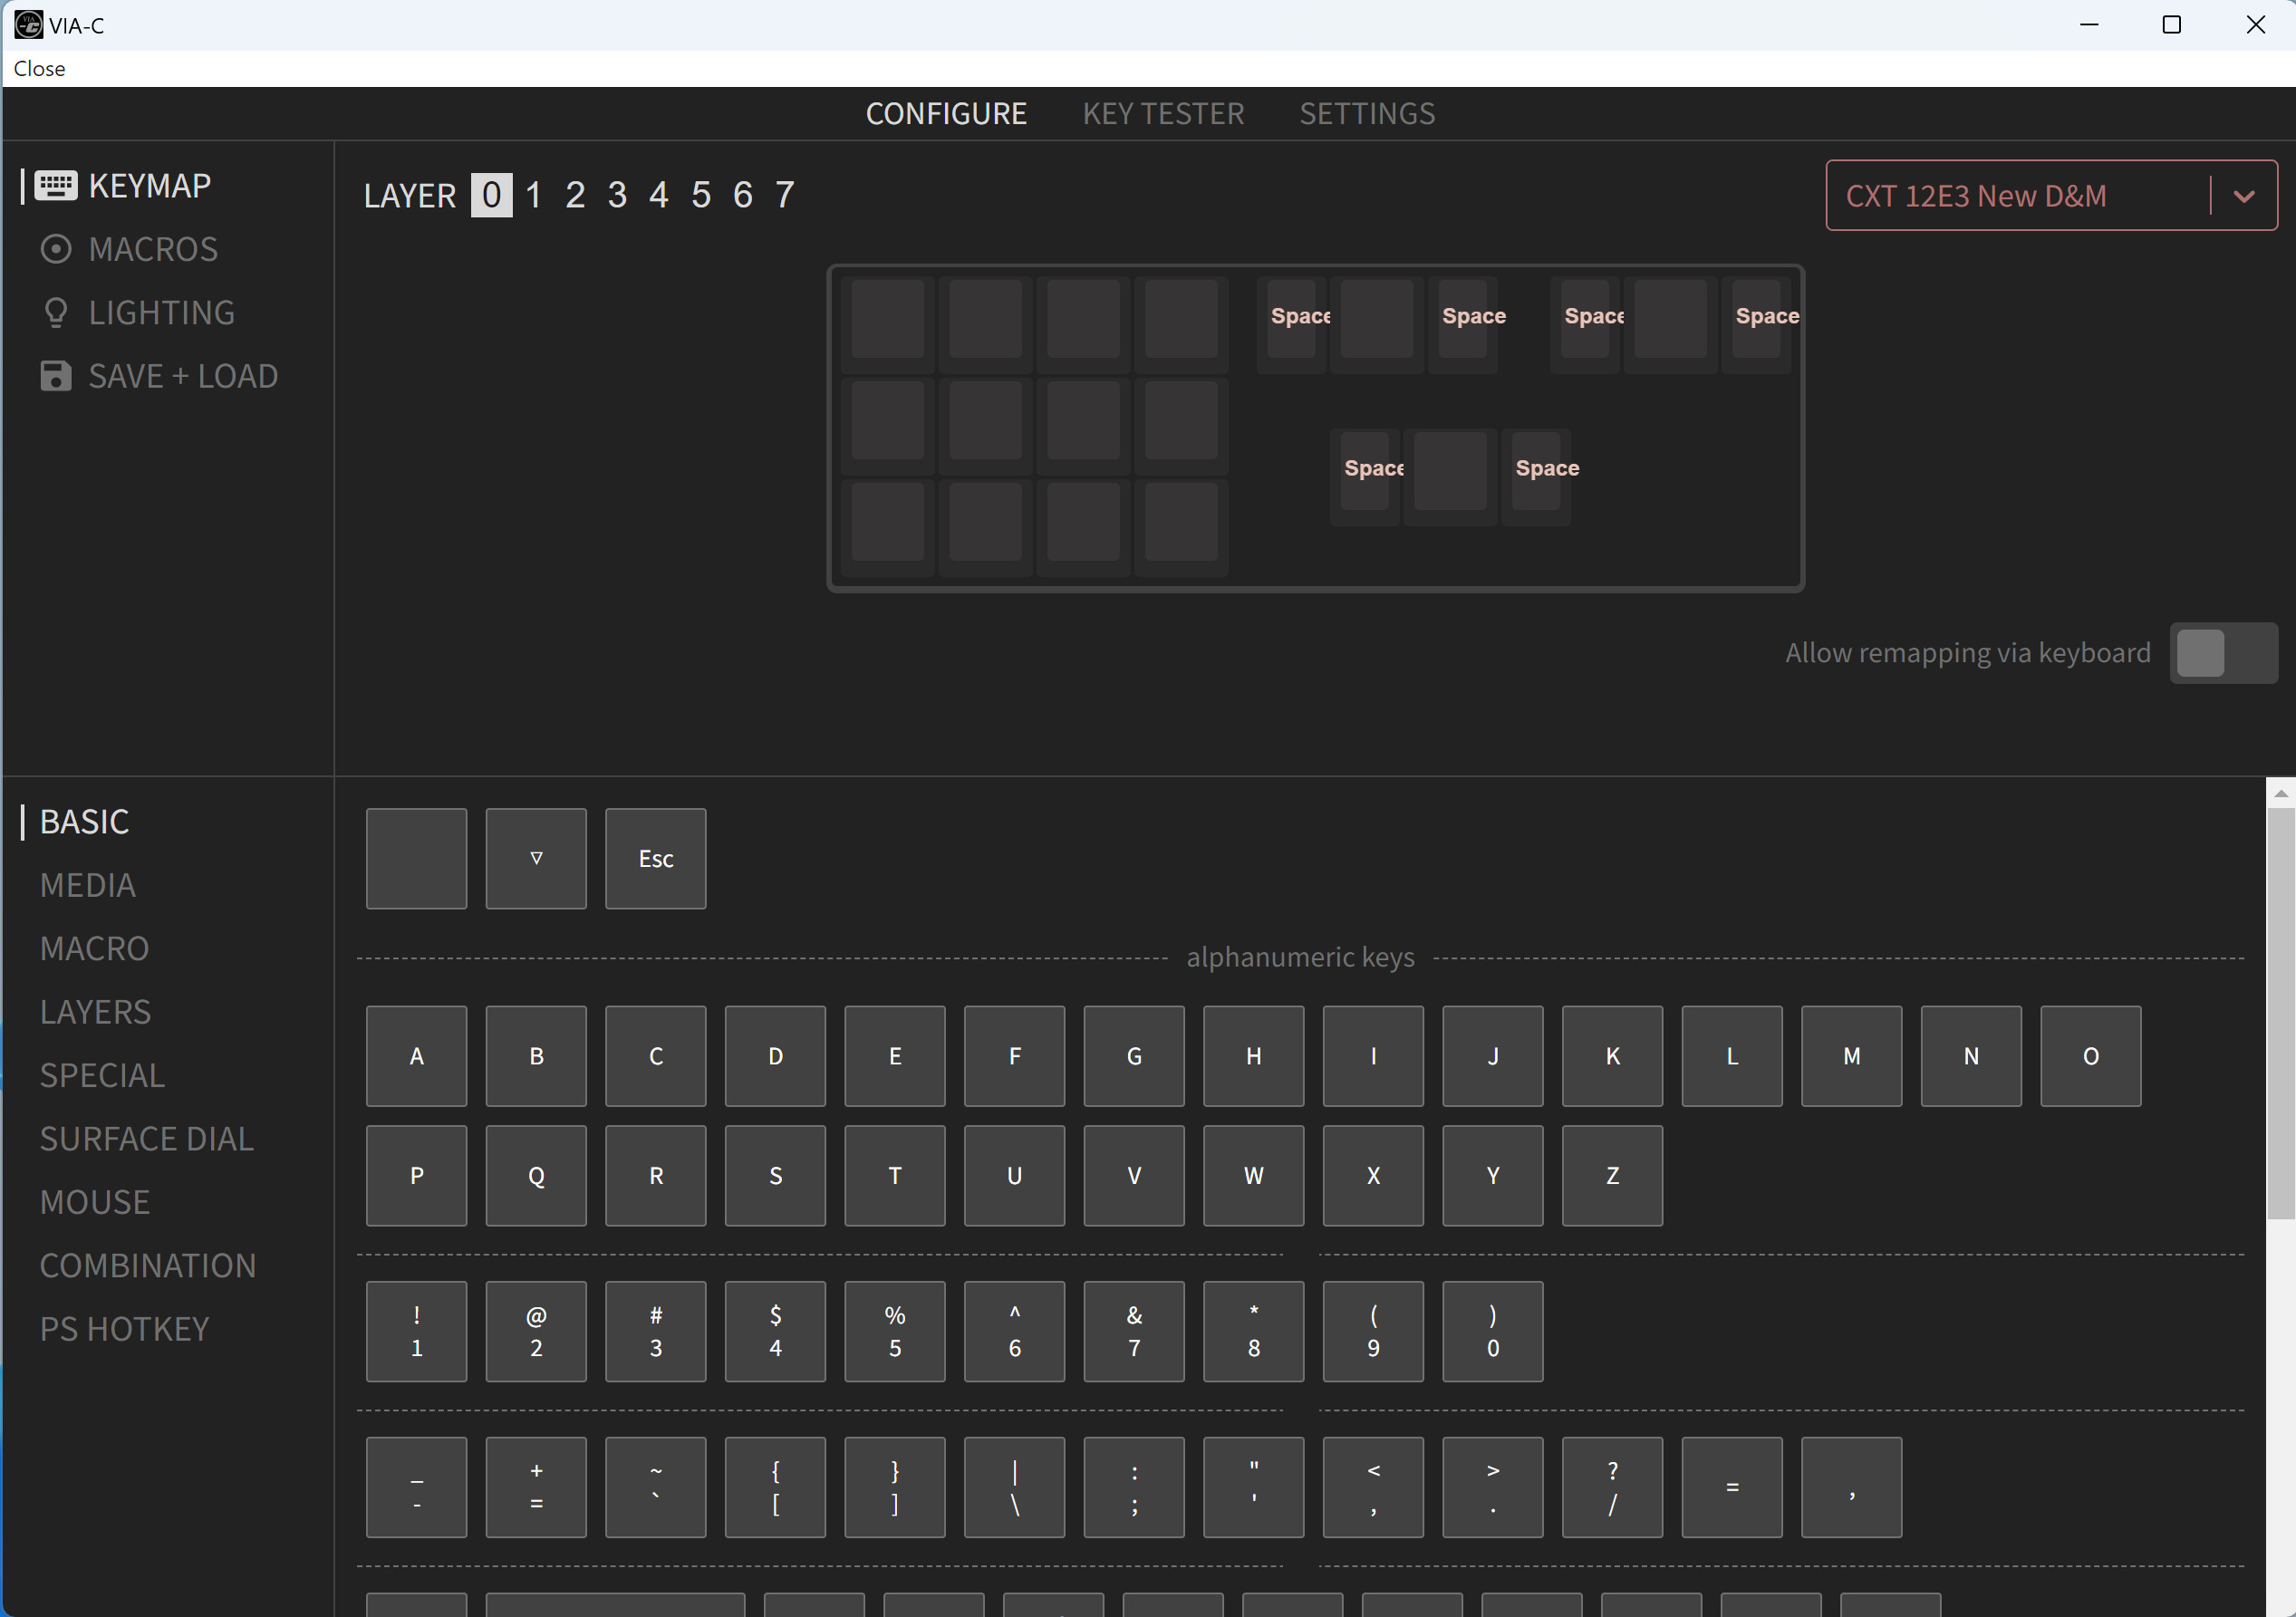 VIA-C
Close
CONFIGURE KEY TESTER SETTINGS
KEYMAP
MACROS
LIGHTING
SAVE + LOAD
LAYER 0 1 2 3 4 5 6 7
CXT 12E3 New D&M
Space Space Space Space
Space Space
Allow remapping via keyboard
BASIC
MEDIA
MACRO
LAYERS
SPECIAL
SURFACE DIAL
MOUSE
COMBINATION
PS HOTKEY
▽ Esc
alphanumeric keys
A B C D E F G H I J K L M N O
P Q R S T U V W X Y Z
! @ # $ % ^ & * ( )
1 2 3 4 5 6 7 8 9 0
_ + ~ { } | : " < > ?
- = ` [ ] \ ; ' , . / = ,